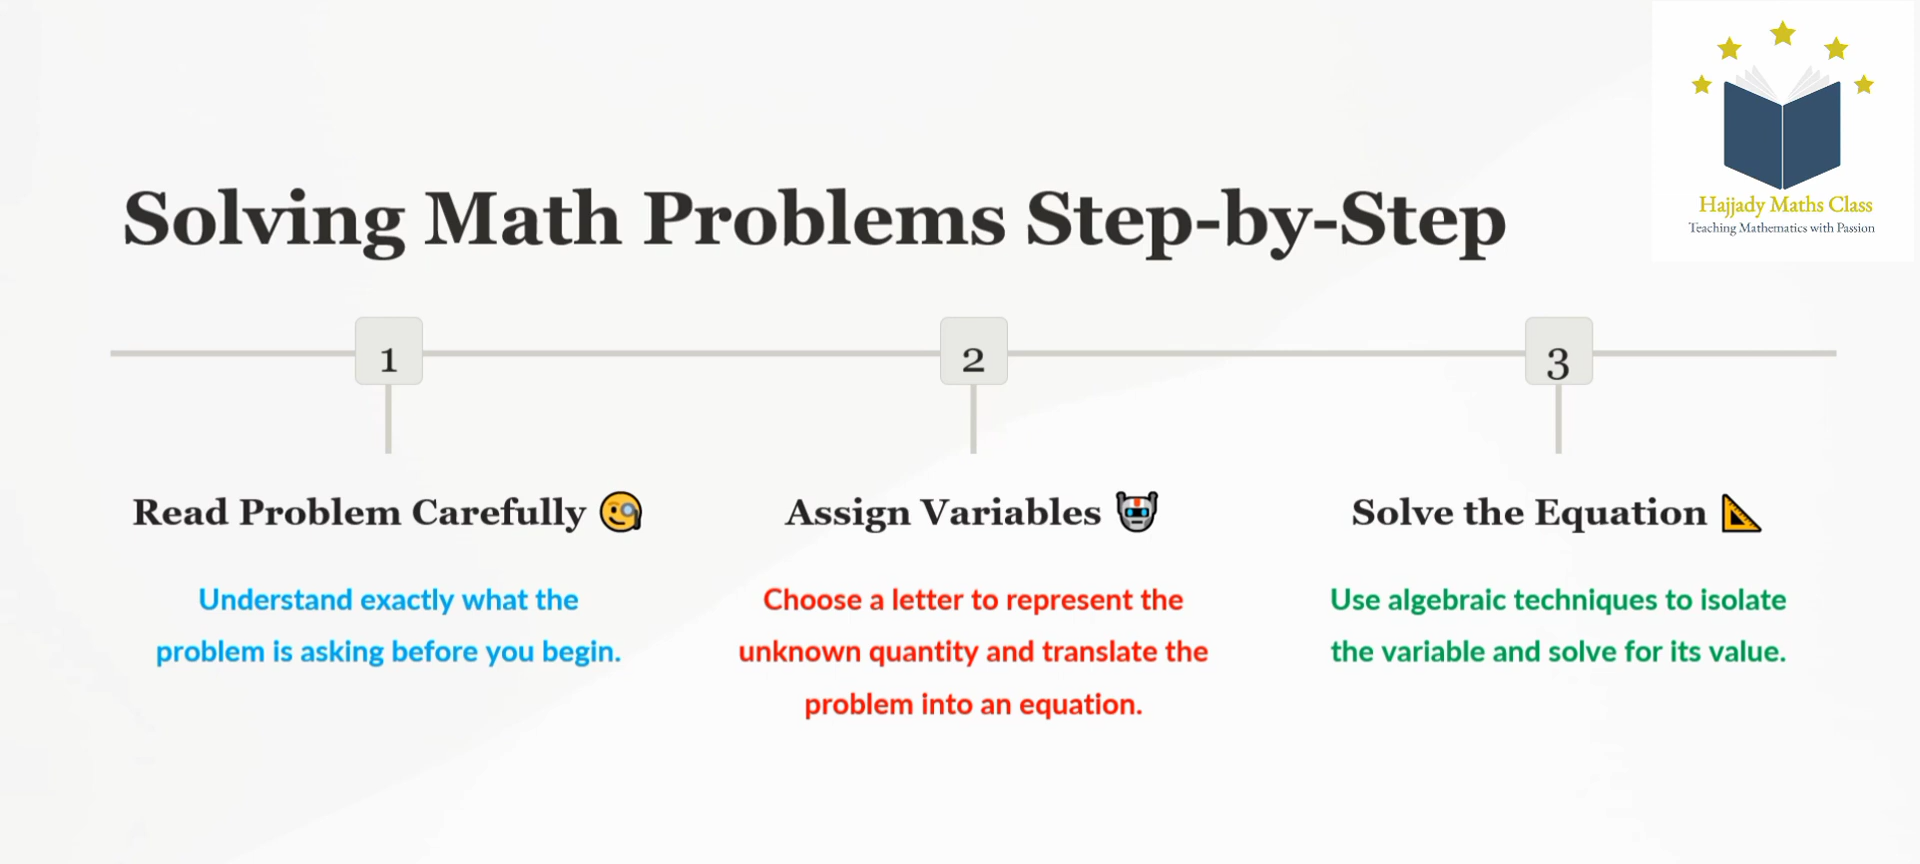 Hajjady Maths Class
Teaching Mathematics with Passion
Solving Math Problems Step-by-Step
1
2
3
Read Problem Carefully 🧐
Understand exactly what the
problem is asking before you begin.
Assign Variables 🤖
Choose a letter to represent the
unknown quantity and translate the
problem into an equation.
Solve the Equation 📐
Use algebraic techniques to isolate
the variable and solve for its value.